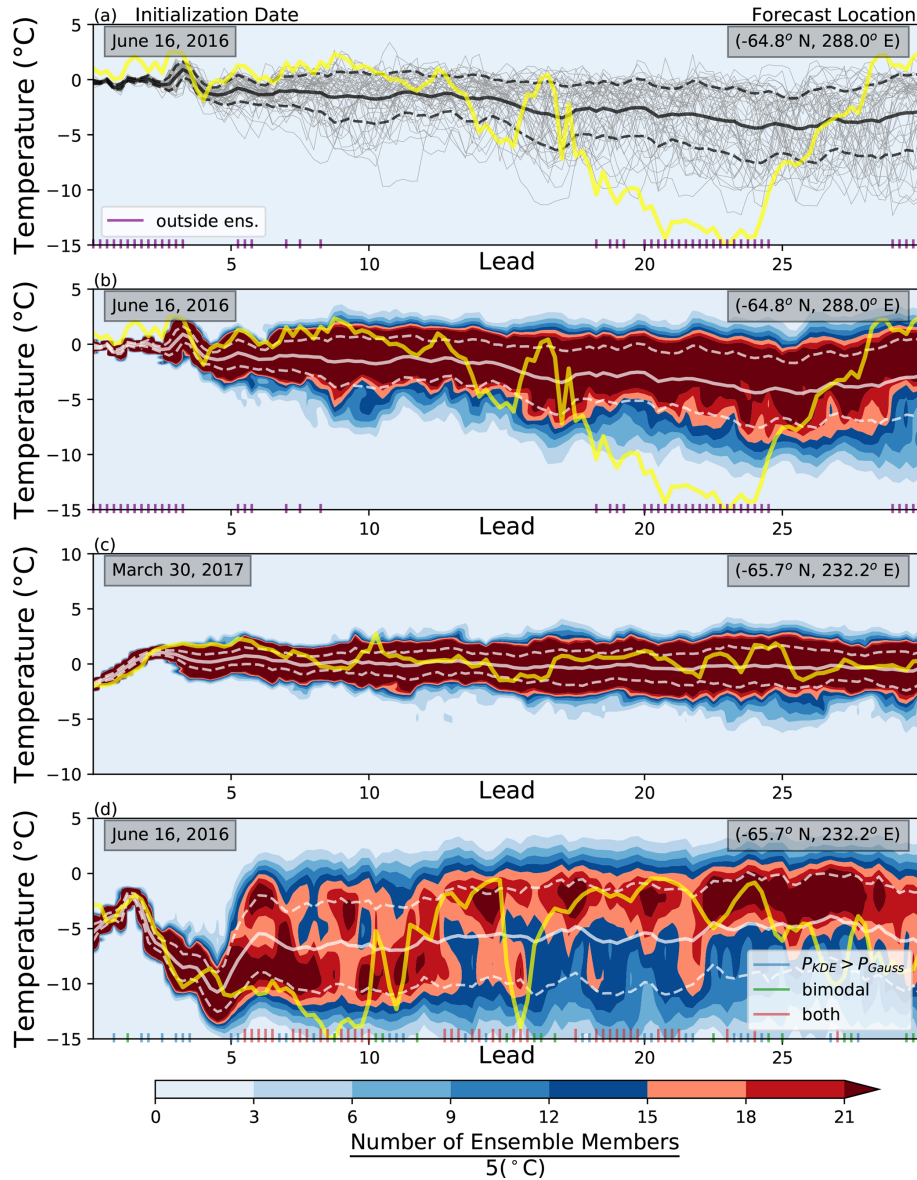 (a) Initialization Date Forecast Location
June 16, 2016 (-64.8° N, 288.0° E)
Temperature (°C)
5
0
−5
−10
−15
outside ens.
5 10 Lead 20 25
(b)
June 16, 2016 (-64.8° N, 288.0° E)
Temperature (°C)
5
0
−5
−10
−15
5 10 Lead 20 25
(c)
March 30, 2017 (-65.7° N, 232.2° E)
Temperature (°C)
10
5
0
−5
−10
5 10 Lead 20 25
(d)
June 16, 2016 (-65.7° N, 232.2° E)
Temperature (°C)
5
0
−5
−10
−15
P_KDE > P_Gauss
bimodal
both
5 10 Lead 20 25
0 3 6 9 12 15 18 21
Number of Ensemble Members
5(°C)